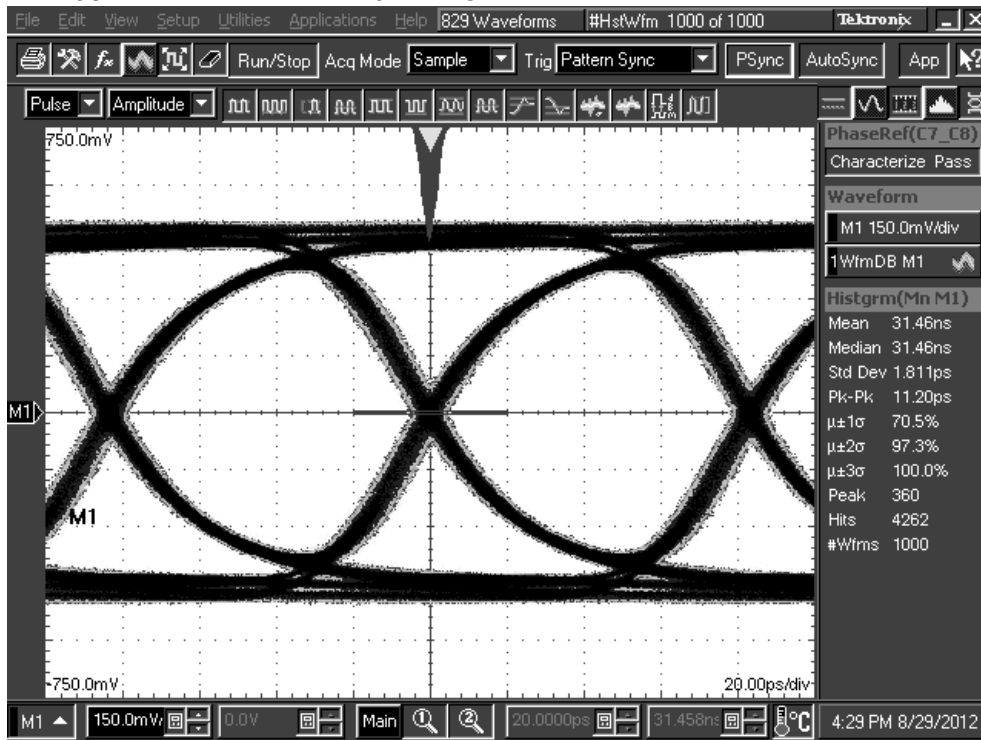 File Edit View Setup Utilities Applications Help 829 Waveforms #HstWfm 1000 of 1000 Tektronix
Run/Stop Acq Mode Sample Trig Pattern Sync PSync AutoSync App
Pulse Amplitude
750.0mV
PhaseRef(C7_C8)
Characterize Pass
Waveform
M1 150.0mV/div
1WfmDB M1
Histgrm(Mn M1)
Mean 31.46ns
Median 31.46ns
Std Dev 1.811ps
Pk-Pk 11.20ps
M1
µ±1σ 70.5%
µ±2σ 97.3%
µ±3σ 100.0%
Peak 360
M1
Hits 4262
#Wfms 1000
-750.0mV 20.00ps/div
M1 150.0mV/ 0.0V Main 1 2 20.0000ps 31.458ns °C 4:29 PM 8/29/2012